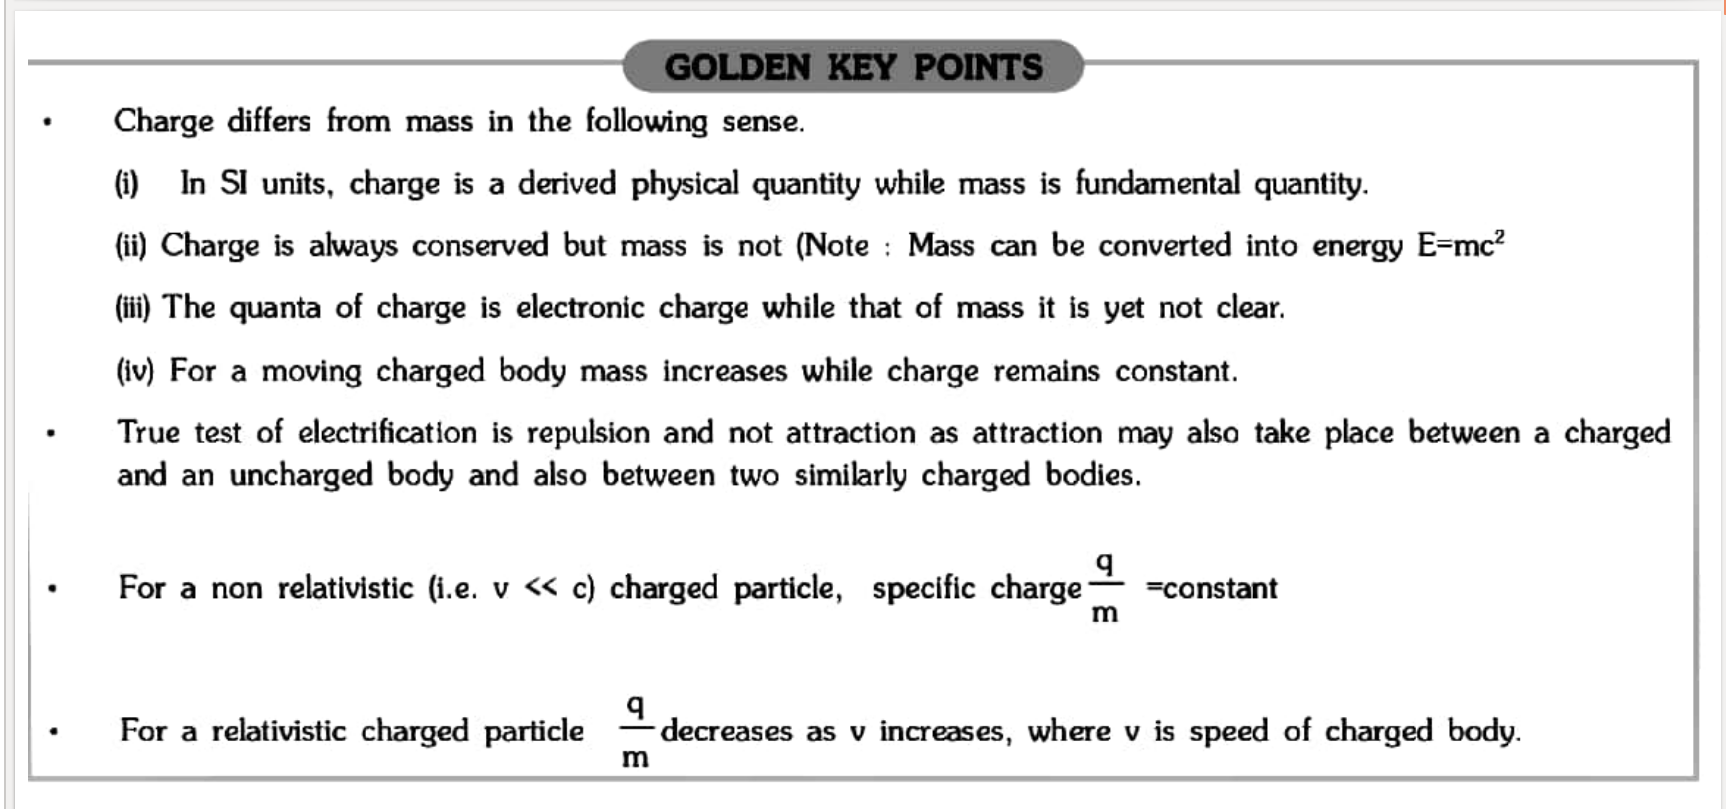 GOLDEN KEY POINTS
• Charge differs from mass in the following sense.
(i) In SI units, charge is a derived physical quantity while mass is fundamental quantity.
(ii) Charge is always conserved but mass is not (Note : Mass can be converted into energy E=mc²
(iii) The quanta of charge is electronic charge while that of mass it is yet not clear.
(iv) For a moving charged body mass increases while charge remains constant.
• True test of electrification is repulsion and not attraction as attraction may also take place between a charged
and an uncharged body and also between two similarly charged bodies.
• For a non relativistic (i.e. v << c) charged particle, specific charge q/m =constant
• For a relativistic charged particle q/m decreases as v increases, where v is speed of charged body.